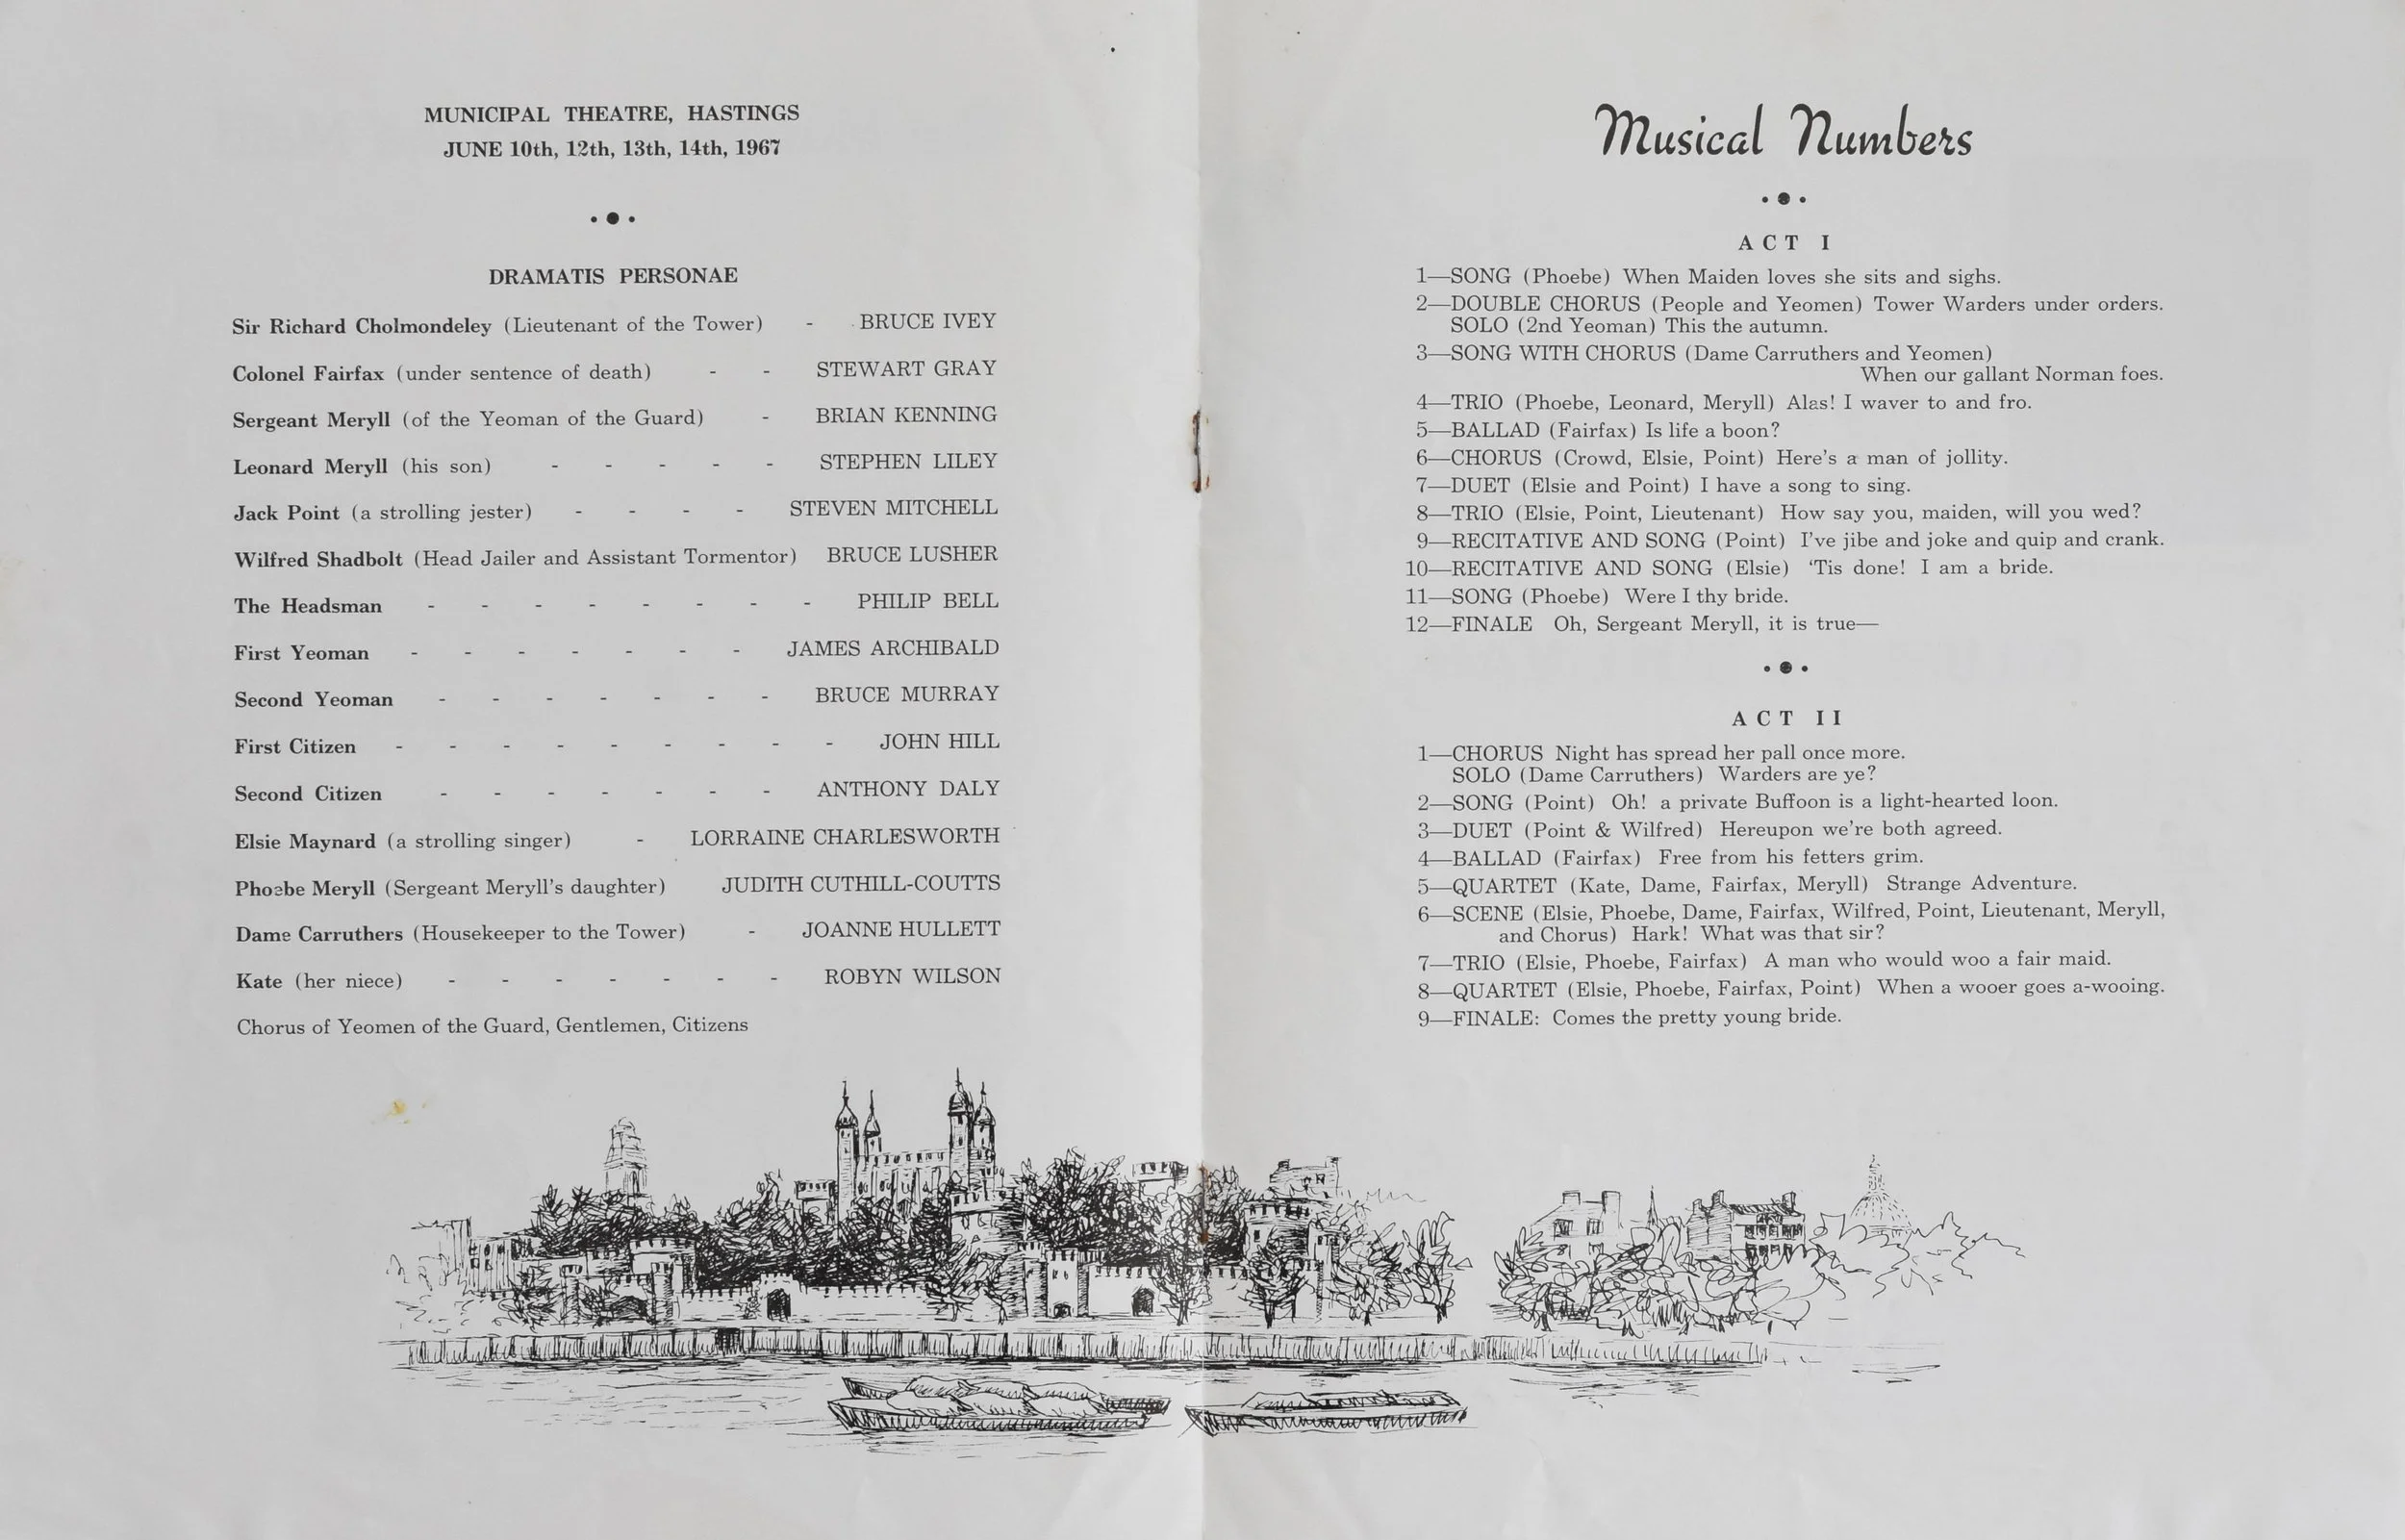 MUNICIPAL THEATRE, HASTINGS
JUNE 10th, 12th, 13th, 14th, 1967
DRAMATIS PERSONAE
Sir Richard Cholmondeley (Lieutenant of the Tower) - BRUCE IVEY
Colonel Fairfax (under sentence of death) - - STEWART GRAY
Sergeant Meryll (of the Yeoman of the Guard) - BRIAN KENNING
Leonard Meryll (his son) - - - - - STEPHEN LILEY
Jack Point (a strolling jester) - - - - STEVEN MITCHELL
Wilfred Shadbolt (Head Jailer and Assistant Tormentor) BRUCE LUSHER
The Headsman - - - - - - - - PHILIP BELL
First Yeoman - - - - - - - JAMES ARCHIBALD
Second Yeoman - - - - - - - BRUCE MURRAY
First Citizen - - - - - - - - - JOHN HILL
Second Citizen - - - - - - - ANTHONY DALY
Elsie Maynard (a strolling singer) - LORRAINE CHARLESWORTH
Phoebe Meryll (Sergeant Meryll's daughter) JUDITH CUTHILL-COUTTS
Dame Carruthers (Housekeeper to the Tower) - JOANNE HULLETT
Kate (her niece) - - - - - - - ROBYN WILSON
Chorus of Yeomen of the Guard, Gentlemen, Citizens
Musical Numbers
ACT I
1—SONG (Phoebe) When Maiden loves she sits and sighs.
2—DOUBLE CHORUS (People and Yeomen) Tower Warders under orders.
SOLO (2nd Yeoman) This the autumn.
3—SONG WITH CHORUS (Dame Carruthers and Yeomen)
When our gallant Norman foes.
4—TRIO (Phoebe, Leonard, Meryll) Alas! I waver to and fro.
5—BALLAD (Fairfax) Is life a boon?
6—CHORUS (Crowd, Elsie, Point) Here's a man of jollity.
7—DUET (Elsie and Point) I have a song to sing.
8—TRIO (Elsie, Point, Lieutenant) How say you, maiden, will you wed?
9—RECITATIVE AND SONG (Point) I've jibe and joke and quip and crank.
10—RECITATIVE AND SONG (Elsie) 'Tis done! I am a bride.
11—SONG (Phoebe) Were I thy bride.
12—FINALE Oh, Sergeant Meryll, it is true—
ACT II
1—CHORUS Night has spread her pall once more.
SOLO (Dame Carruthers) Warders are ye?
2—SONG (Point) Oh! a private Buffoon is a light-hearted loon.
3—DUET (Point & Wilfred) Hereupon we're both agreed.
4—BALLAD (Fairfax) Free from his fetters grim.
5—QUARTET (Kate, Dame, Fairfax, Meryll) Strange Adventure.
6—SCENE (Elsie, Phoebe, Dame, Fairfax, Wilfred, Point, Lieutenant, Meryll,
and Chorus) Hark! What was that sir?
7—TRIO (Elsie, Phoebe, Fairfax) A man who would woo a fair maid.
8—QUARTET (Elsie, Phoebe, Fairfax, Point) When a wooer goes a-wooing.
9—FINALE: Comes the pretty young bride.